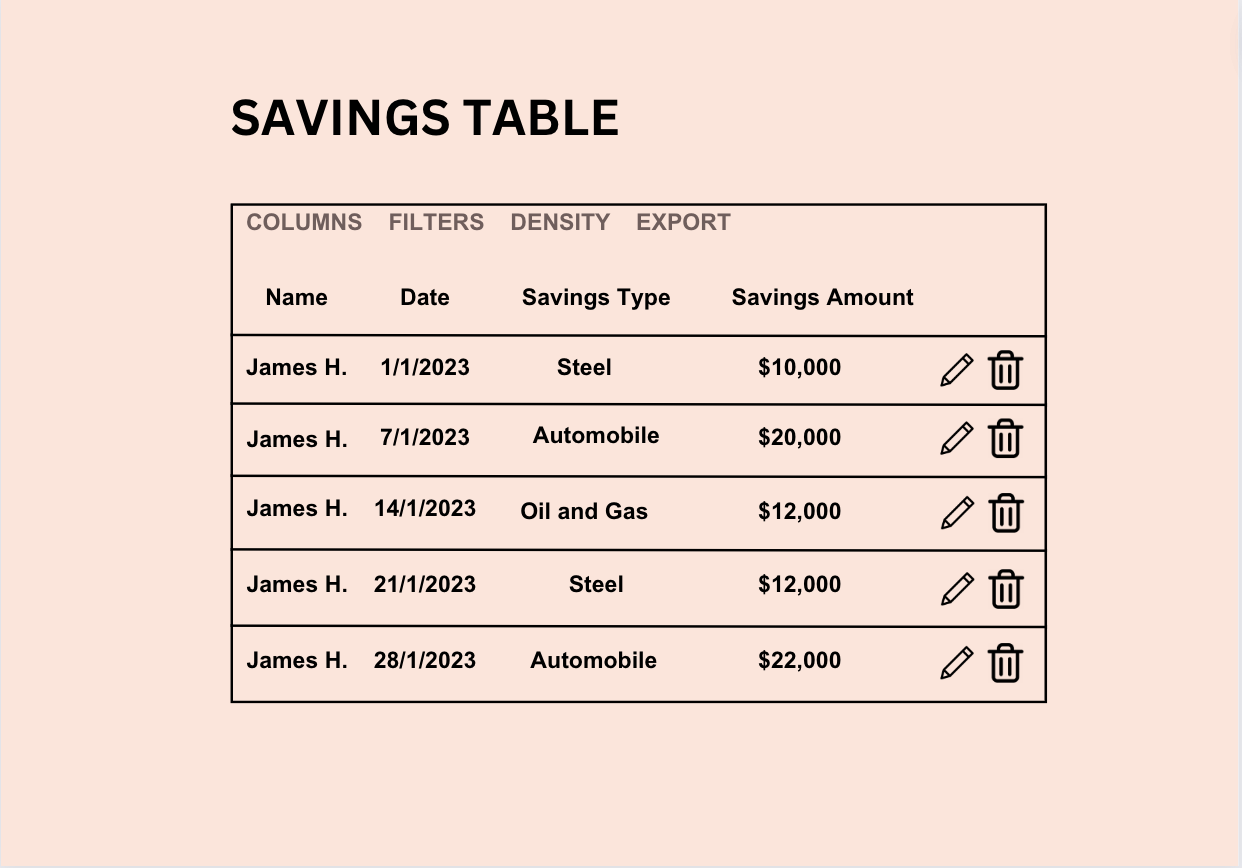 SAVINGS TABLE
COLUMNS FILTERS DENSITY EXPORT
Name Date Savings Type Savings Amount
James H. 1/1/2023 Steel $10,000
James H. 7/1/2023 Automobile $20,000
James H. 14/1/2023 Oil and Gas $12,000
James H. 21/1/2023 Steel $12,000
James H. 28/1/2023 Automobile $22,000